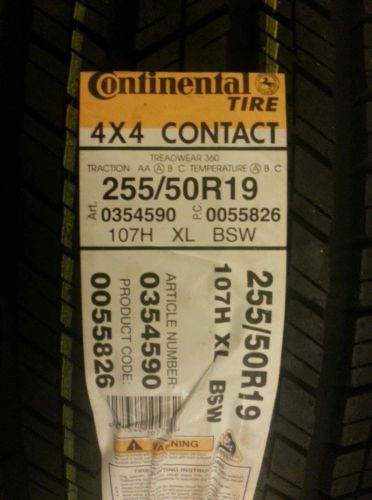 Continental
TIRE
4X4 CONTACT
TREADWEAR 360
TRACTION AA A B C TEMPERATURE A B C
255/50R19
Art. 0354590 P.C. 0055826
107H XL BSW
255/50R19
107H XL BSW
ARTICLE NUMBER:
0354590
PRODUCT CODE:
0055826
WARNING